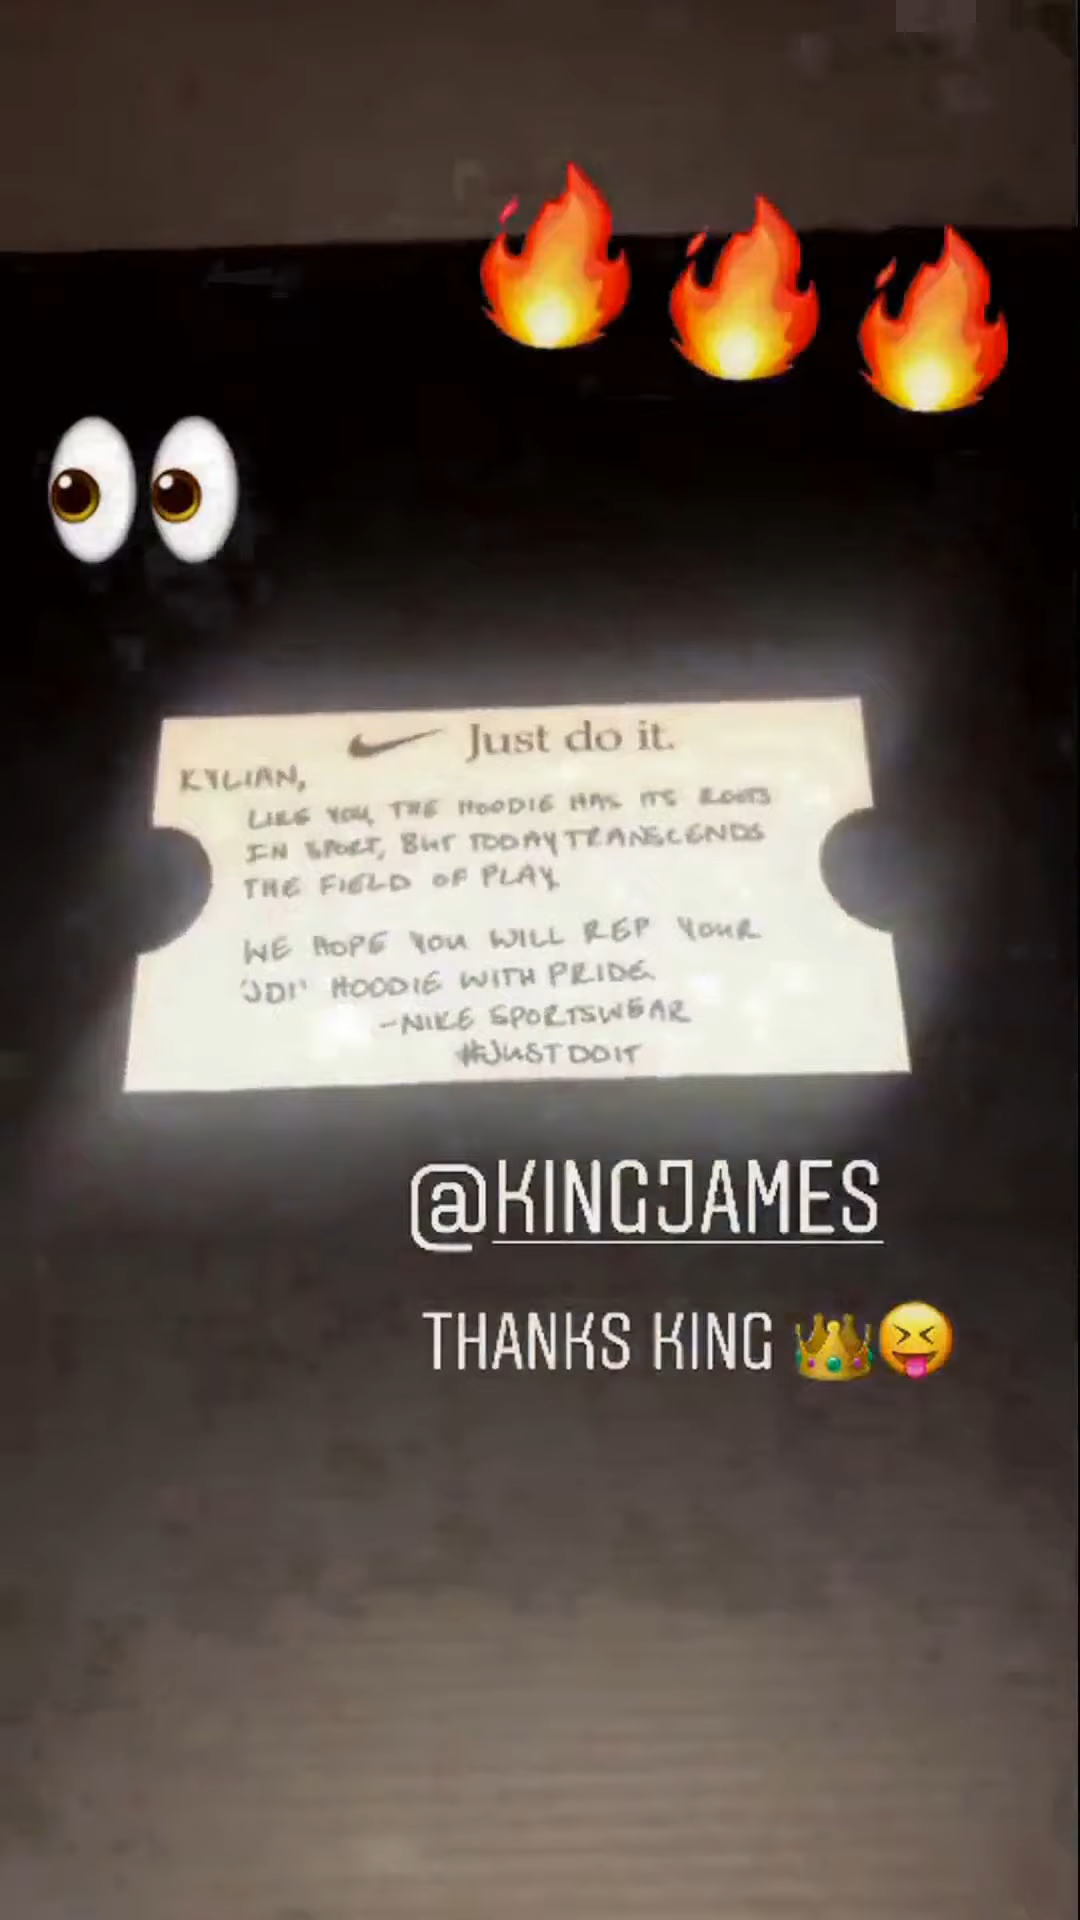 Just do it.
KYLIAN,
LIKE YOU, THE HOODIE HAS ITS ROOTS
IN SPORT, BUT TODAY TRANSCENDS
THE FIELD OF PLAY.
WE HOPE YOU WILL REP YOUR
'JDI' HOODIE WITH PRIDE.
-NIKE SPORTSWEAR
#JUSTDOIT
@KINGJAMES
THANKS KING